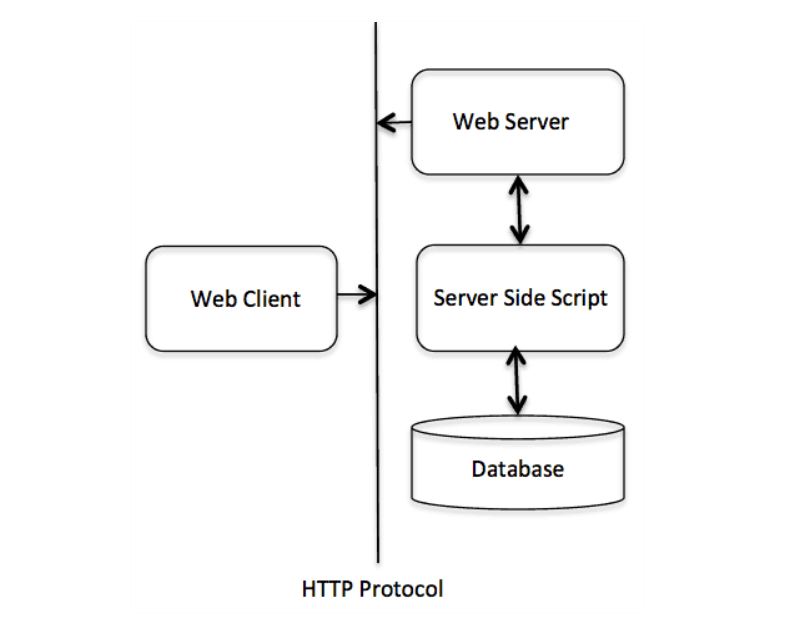 Web Server
Web Client
Server Side Script
Database
HTTP Protocol